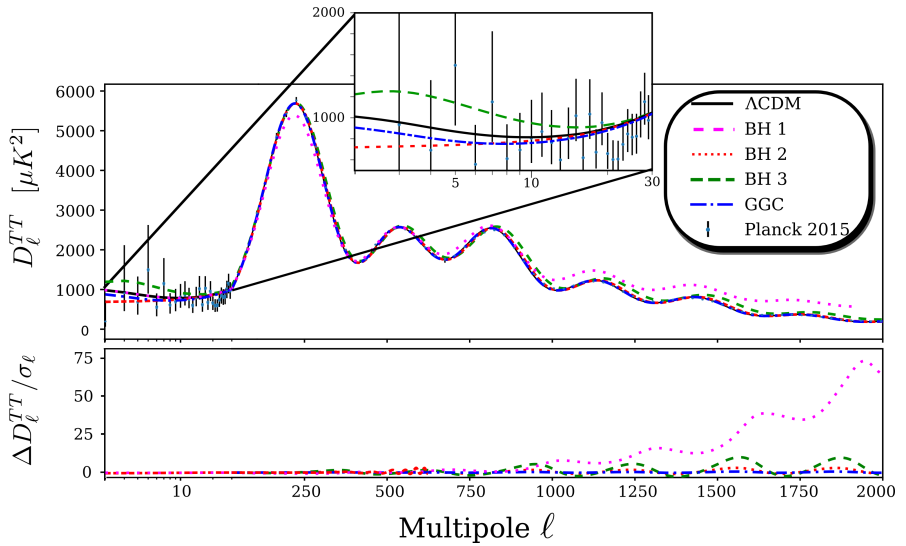 2000
1000
5
10
30
6000
5000
4000
3000
2000
1000
0
D_ℓ^{TT} [μK²]
ΛCDM
BH 1
BH 2
BH 3
GGC
Planck 2015
75
50
25
0
ΔD_ℓ^{TT}/σ_ℓ
10
250
500
750
1000
1250
1500
1750
2000
Multipole ℓ